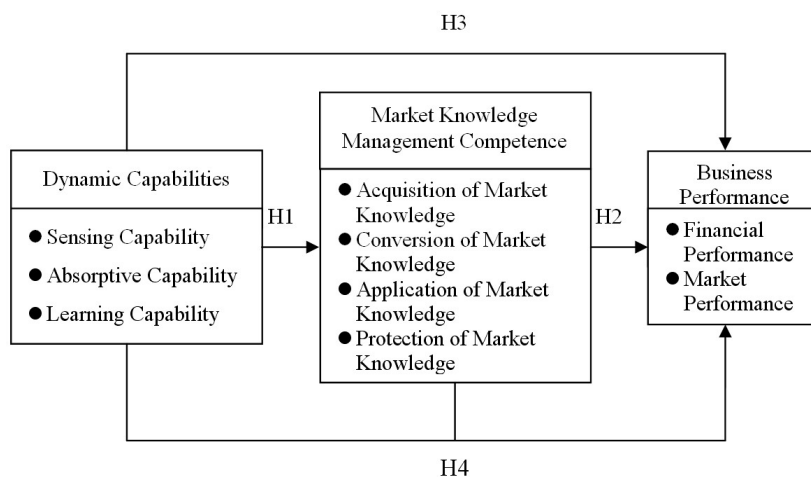 H3
Market Knowledge
Management Competence
Dynamic Capabilities
Business
Performance
● Acquisition of Market
Knowledge
● Conversion of Market
Knowledge
● Application of Market
Knowledge
● Protection of Market
Knowledge
H1
H2
● Sensing Capability
● Absorptive Capability
● Learning Capability
● Financial
Performance
● Market
Performance
H4